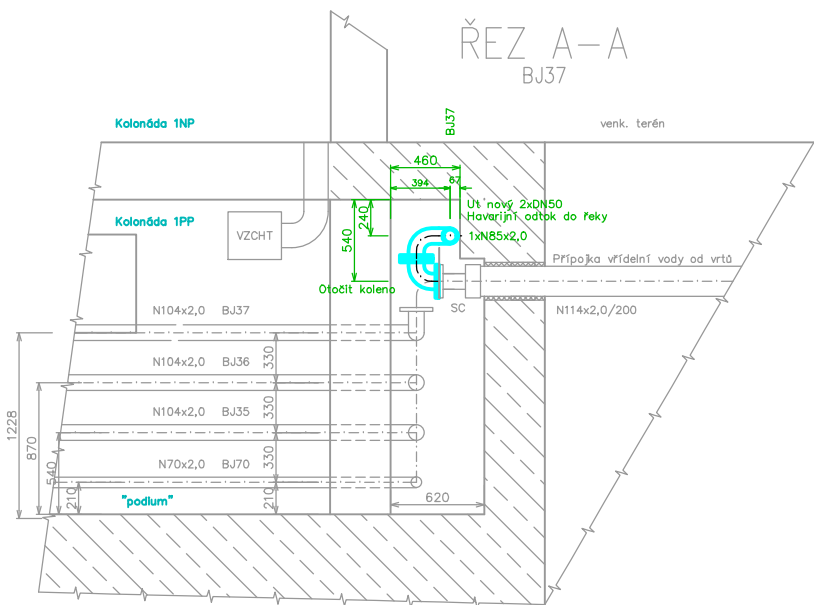 ŘEZ A-A
BJ37
BJ37
Kolonáda 1NP
venk. terén
460
394
67
Ut nový 2xDN50
Havarijní odtok do řeky
Kolonáda 1PP
240
VZCHT
540
1xN85x2,0
Přípojka vřídelní vody od vrtů
Otočit koleno
SC
N114x2,0/200
N104x2,0 BJ37
330
N104x2,0 BJ36
330
N104x2,0 BJ35
1228
870
540
330
N70x2,0 BJ70
210
"podium"
210
620